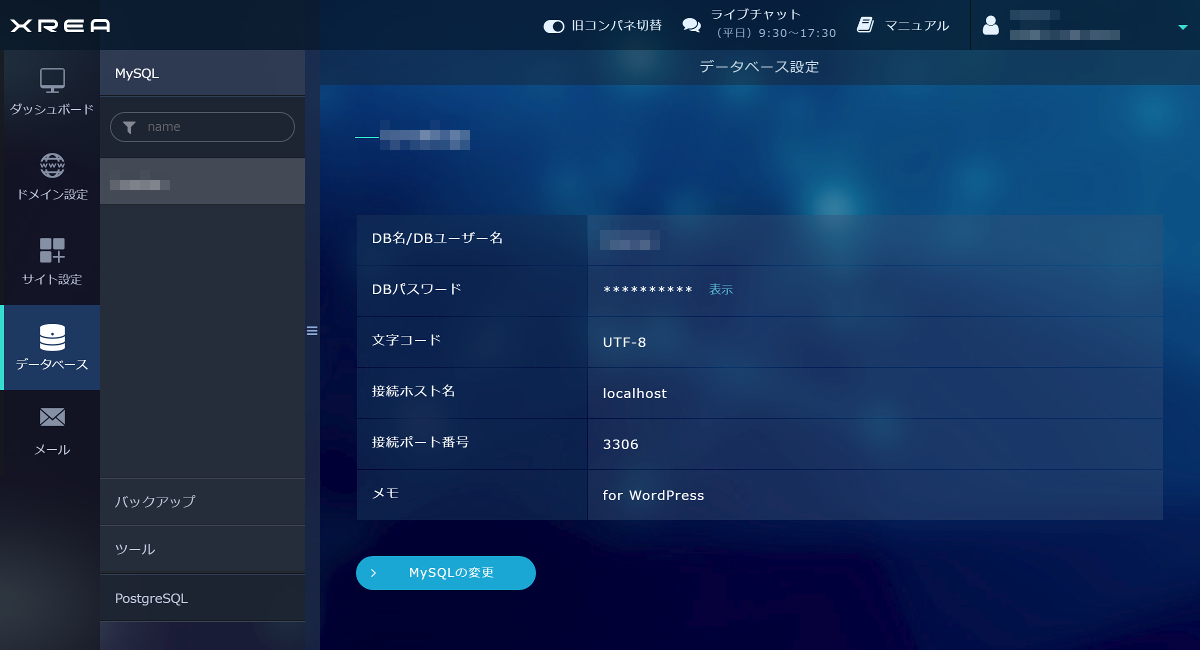 XREA
旧コンパネ切替
ライブチャット
（平日）9:30～17:30
マニュアル
ダッシュボード
ドメイン設定
サイト設定
データベース
メール
MySQL
name
バックアップ
ツール
PostgreSQL
データベース設定
DB名/DBユーザー名
DBパスワード ********** 表示
文字コード UTF-8
接続ホスト名 localhost
接続ポート番号 3306
メモ for WordPress
MySQLの変更